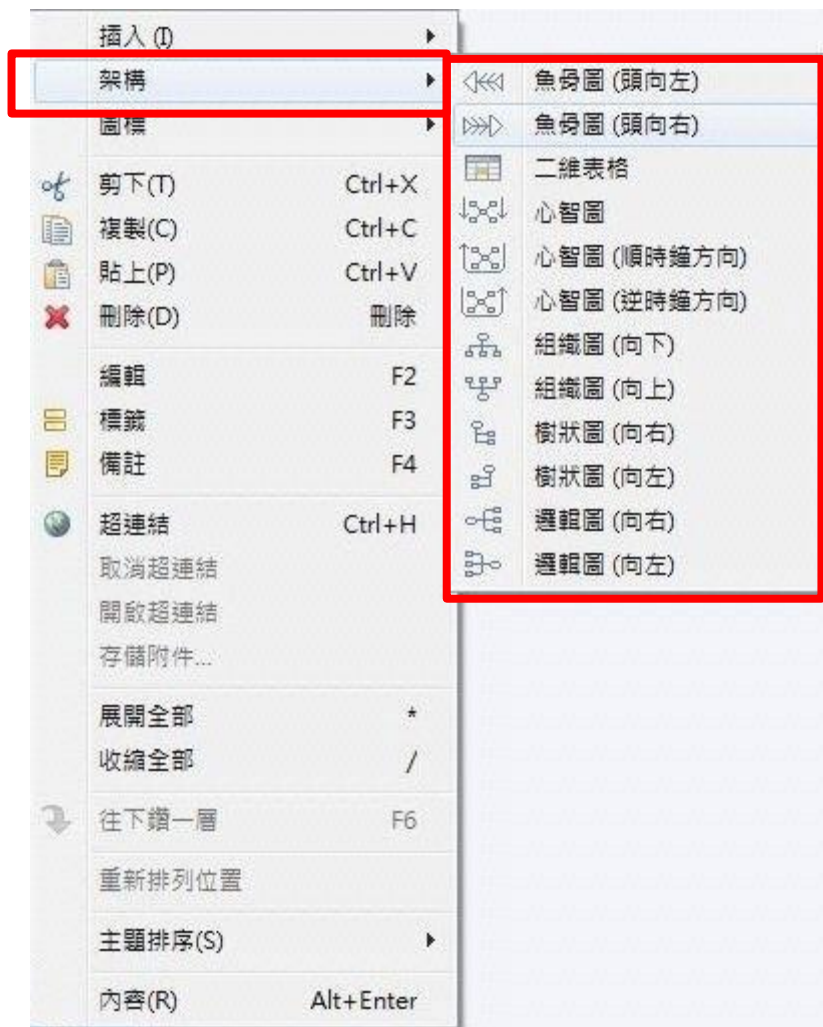 插入(I)
架構
圖標
剪下(T) Ctrl+X
複製(C) Ctrl+C
貼上(P) Ctrl+V
刪除(D) 刪除
編輯 F2
標籤 F3
備註 F4
超連結 Ctrl+H
取消超連結
開啟超連結
存儲附件...
展開全部 *
收縮全部 /
往下鑽一層 F6
重新排列位置
主題排序(S)
內容(R) Alt+Enter
魚骨圖 (頭向左)
魚骨圖 (頭向右)
二維表格
心智圖
心智圖 (順時鐘方向)
心智圖 (逆時鐘方向)
組織圖 (向下)
組織圖 (向上)
樹狀圖 (向右)
樹狀圖 (向左)
邏輯圖 (向右)
邏輯圖 (向左)